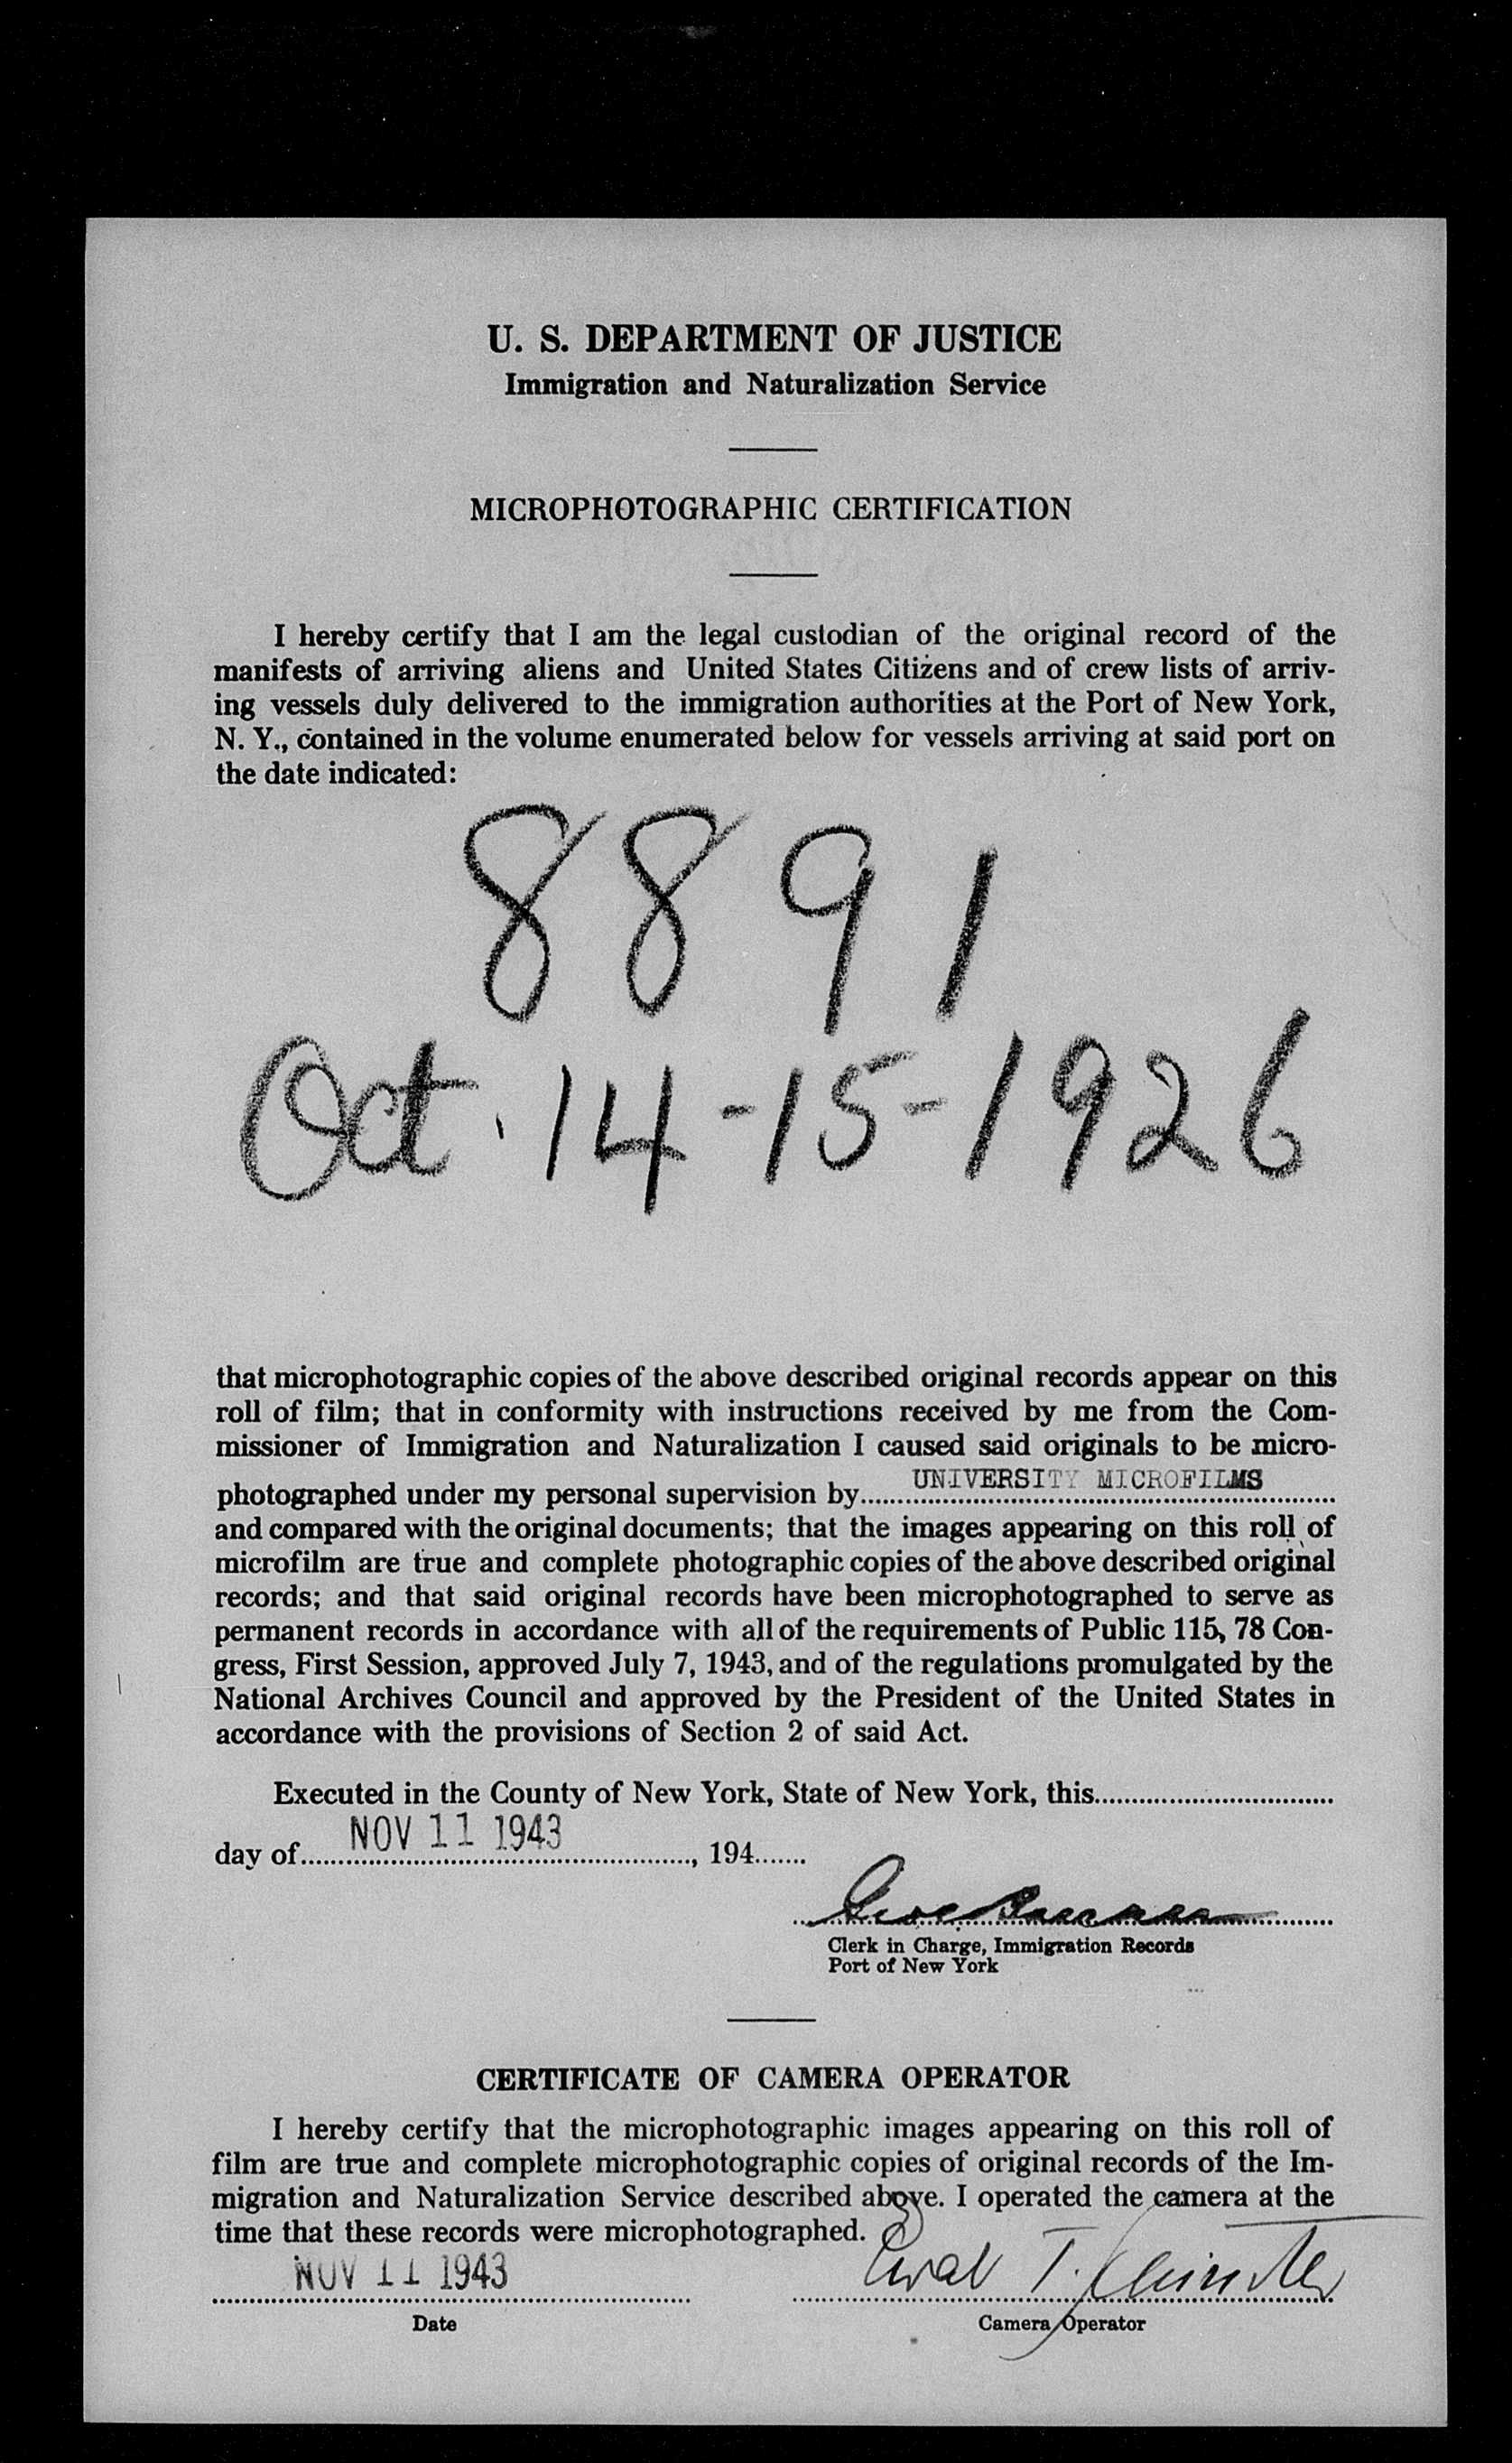 U. S. DEPARTMENT OF JUSTICE
Immigration and Naturalization Service
MICROPHOTOGRAPHIC CERTIFICATION
I hereby certify that I am the legal custodian of the original record of the
manifests of arriving aliens and United States Citizens and of crew lists of arriv-
ing vessels duly delivered to the immigration authorities at the Port of New York,
N. Y., contained in the volume enumerated below for vessels arriving at said port on
the date indicated:
8891
Oct. 14-15-1926
that microphotographic copies of the above described original records appear on this
roll of film; that in conformity with instructions received by me from the Com-
missioner of Immigration and Naturalization I caused said originals to be micro-
photographed under my personal supervision by UNIVERSITY MICROFILMS
and compared with the original documents; that the images appearing on this roll of
microfilm are true and complete photographic copies of the above described original
records; and that said original records have been microphotographed to serve as
permanent records in accordance with all of the requirements of Public 115, 78 Con-
gress, First Session, approved July 7, 1943, and of the regulations promulgated by the
National Archives Council and approved by the President of the United States in
accordance with the provisions of Section 2 of said Act.
Executed in the County of New York, State of New York, this
day of NOV 11 1943, 194
Clerk in Charge, Immigration Records
Port of New York
CERTIFICATE OF CAMERA OPERATOR
I hereby certify that the microphotographic images appearing on this roll of
film are true and complete microphotographic copies of original records of the Im-
migration and Naturalization Service described above. I operated the camera at the
time that these records were microphotographed.
NOV 11 1943
T.
Date
Camera Operator